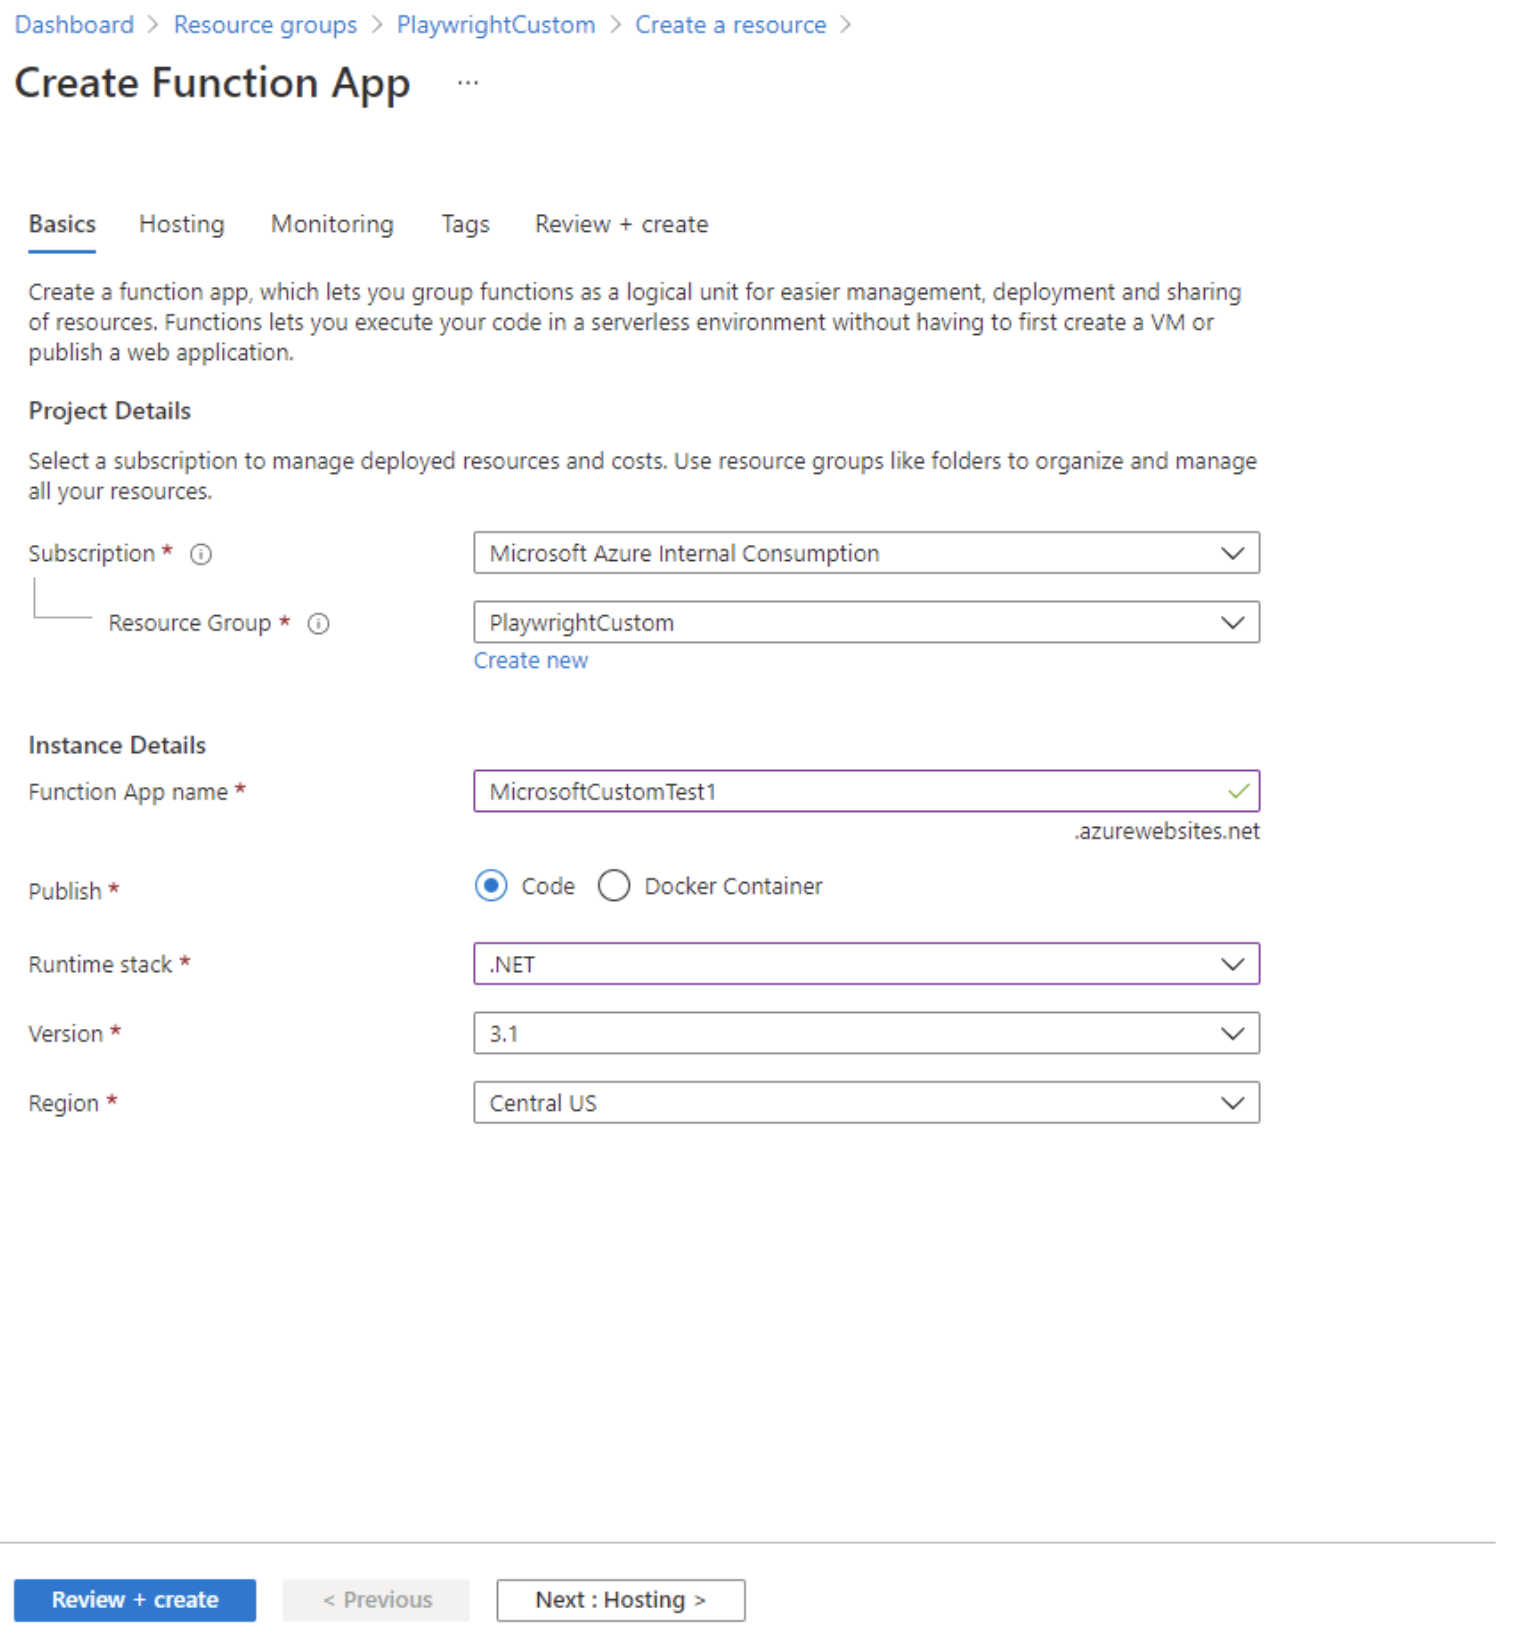 Dashboard > Resource groups > PlaywrightCustom > Create a resource >
Create Function App ...
Basics Hosting Monitoring Tags Review + create
Create a function app, which lets you group functions as a logical unit for easier management, deployment and sharing
of resources. Functions lets you execute your code in a serverless environment without having to first create a VM or
publish a web application.
Project Details
Select a subscription to manage deployed resources and costs. Use resource groups like folders to organize and manage
all your resources.
Subscription * Microsoft Azure Internal Consumption
Resource Group * PlaywrightCustom
Create new
Instance Details
Function App name * MicrosoftCustomTest1
.azurewebsites.net
Publish * Code Docker Container
Runtime stack * .NET
Version * 3.1
Region * Central US
Review + create < Previous Next : Hosting >